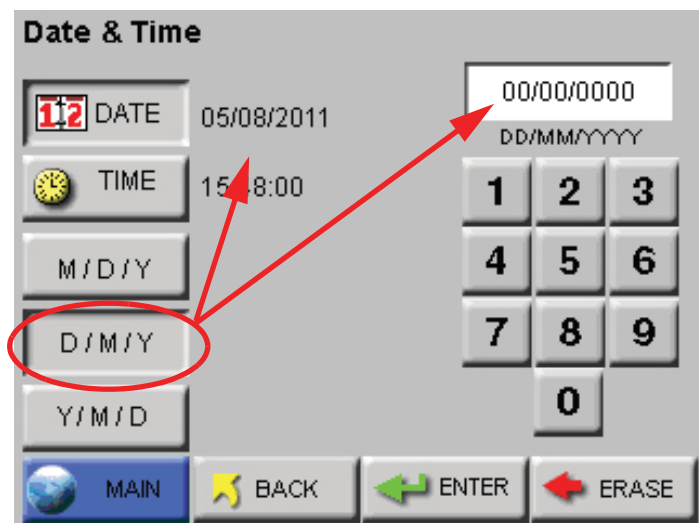 Date & Time
DATE
05/08/2011
00/00/0000
DD/MM/YYYY
TIME
1 2 3
M/D/Y
4 5 6
D/M/Y
7 8 9
Y/M/D
0
MAIN BACK ENTER ERASE